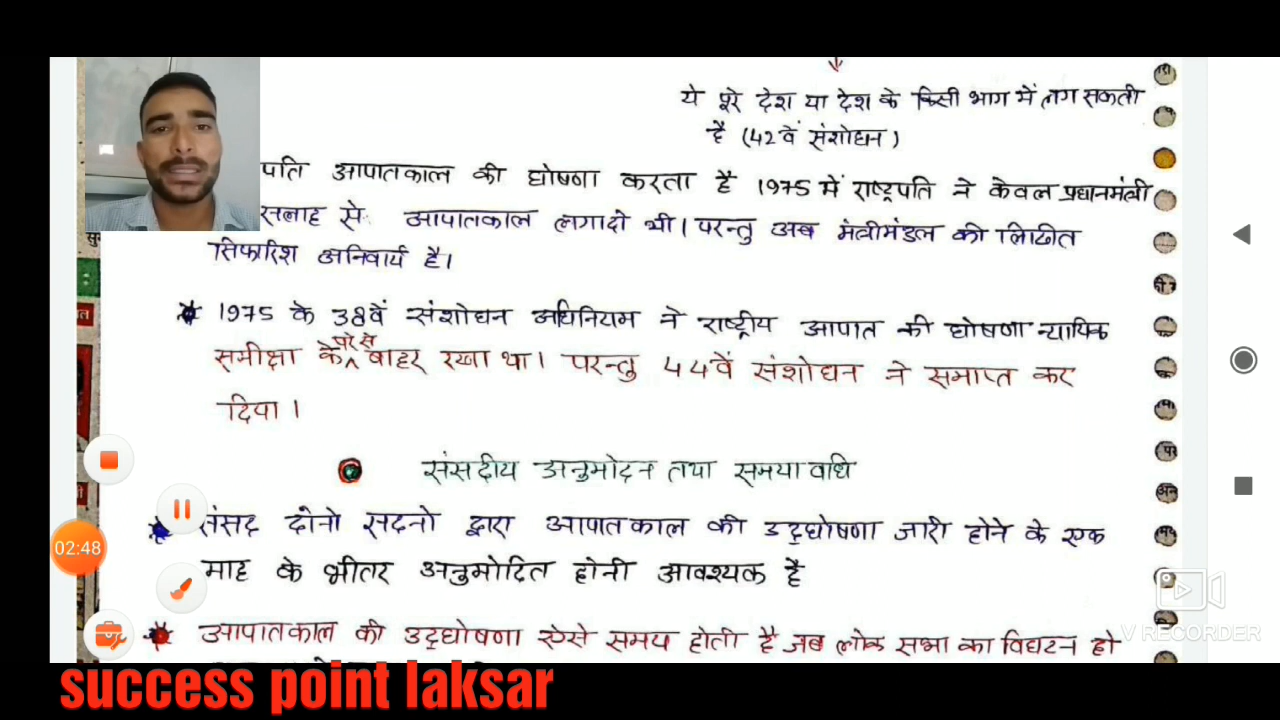 ये पूरे देश या देश के किसी भाग में लग सकती
है (42वें संशोधन)
पति आपातकाल की घोषणा करता है 1975 में राष्ट्रपति ने केवल प्रधानमंत्री
सलाह से आपातकाल लगादी थी। परन्तु अब मंत्रीमंडल की लिखीत
सिफारिश अनिवार्य है।
* 1975 के 38वें संशोधन अधिनियम ने राष्ट्रीय आपात की घोषणा न्यायिक
समीक्षा के परे से बाहर रखा था। परन्तु 44वें संशोधन ने समाप्त कर
दिया।
संसदीय अनुमोदन तथा समयावधि
संसद दोनो सदनो द्वारा आपातकाल की उद्घोषणा जारी होने के एक
माह के भीतर अनुमोदित होनी आवश्यक है
02:48
आपातकाल की उद्घोषणा ऐसे समय होती है जब लोक सभा का विघटन हो
V RECORDER
success point laksar